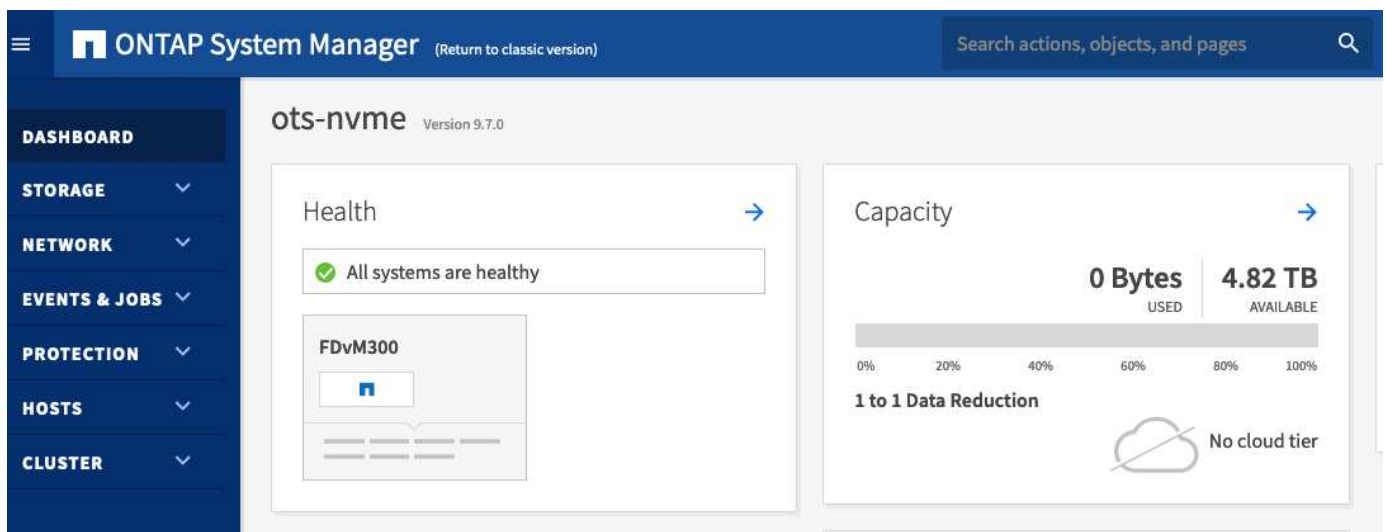 ONTAP System Manager (Return to classic version) Search actions, objects, and pages
DASHBOARD
STORAGE
NETWORK
EVENTS & JOBS
PROTECTION
HOSTS
CLUSTER
ots-nvme Version 9.7.0
Health
All systems are healthy
FDvM300
Capacity
0 Bytes 4.82 TB
USED AVAILABLE
0% 20% 40% 60% 80% 100%
1 to 1 Data Reduction
No cloud tier